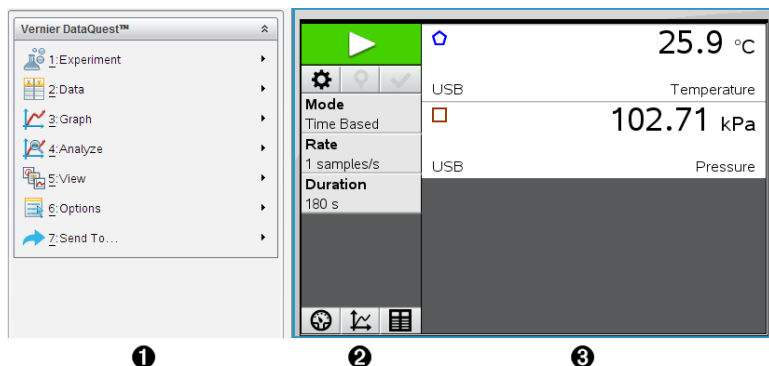 Vernier DataQuest™
1:Experiment
2:Data
3:Graph
4:Analyze
5:View
6:Options
7:Send To...
Mode
Time Based
Rate
1 samples/s
Duration
180 s
25.9 °C
USB Temperature
102.71 kPa
USB Pressure
❶ ❷ ❸